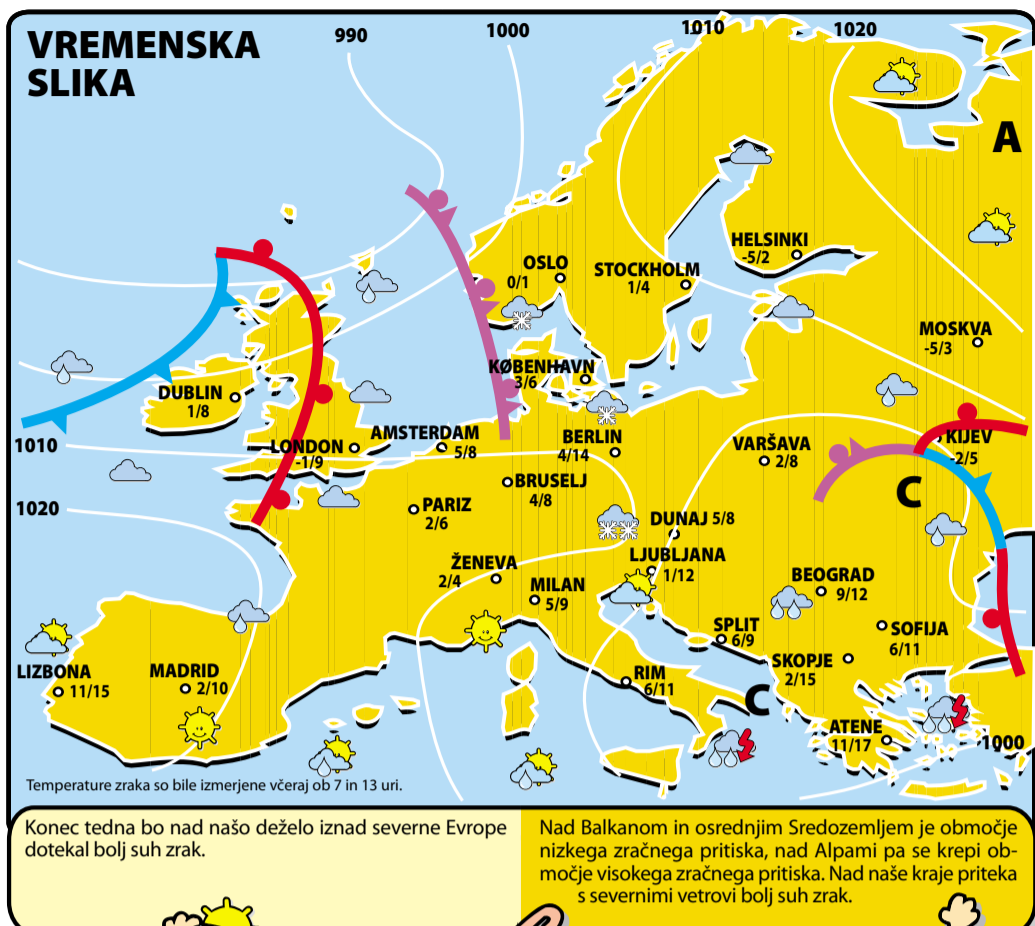 VREMENSKA
SLIKA
990
1000
1010
1020
A
HELSINKI
-5/2
OSLO
0/1
STOCKHOLM
1/4
MOSKVA
-5/3
KØBENHAVN
3/6
DUBLIN
1/8
1010
LONDON
-1/9
AMSTERDAM
5/8
BERLIN
4/14
VARŠAVA
2/8
KIJEV
-2/5
BRUSELJ
4/8
C
1020
PARIZ
2/6
DUNAJ 5/8
LJUBLJANA
1/12
ŽENEVA
2/4
MILAN
5/9
BEOGRAD
9/12
SPLIT
6/9
SOFIJA
6/11
SKOPJE
2/15
LIZBONA
11/15
MADRID
2/10
RIM
6/11
C
ATENE
11/17
1000
Temperature zraka so bile izmerjene včeraj ob 7 in 13 uri.
Konec tedna bo nad našo deželo iznad severne Evrope
dotekal bolj suh zrak.
Nad Balkanom in osrednjim Sredozemljem je območje
nizkega zračnega pritiska, nad Alpami pa se krepi ob-
močje visokega zračnega pritiska. Nad naše kraje priteka
s severnimi vetrovi bolj suh zrak.